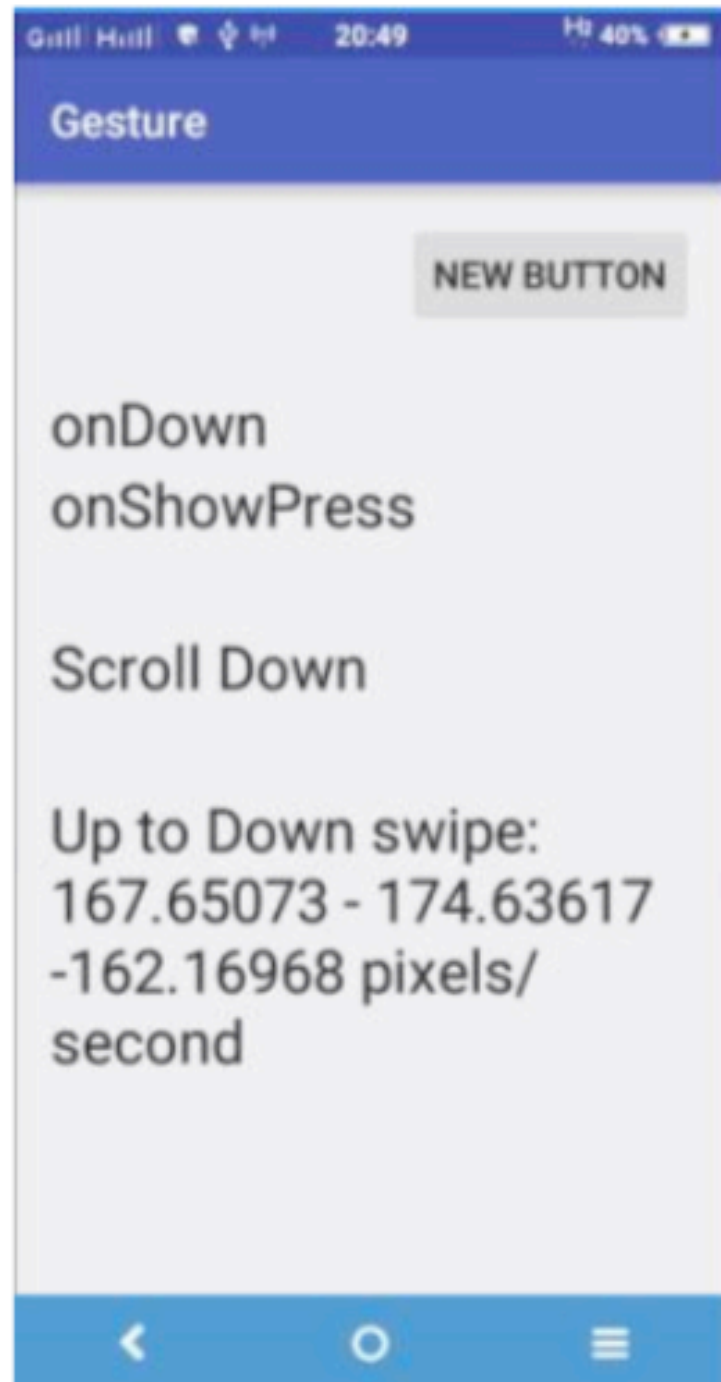 20:49
40%
Gesture
NEW BUTTON
onDown
onShowPress
Scroll Down
Up to Down swipe:
167.65073 - 174.63617
-162.16968 pixels/
second